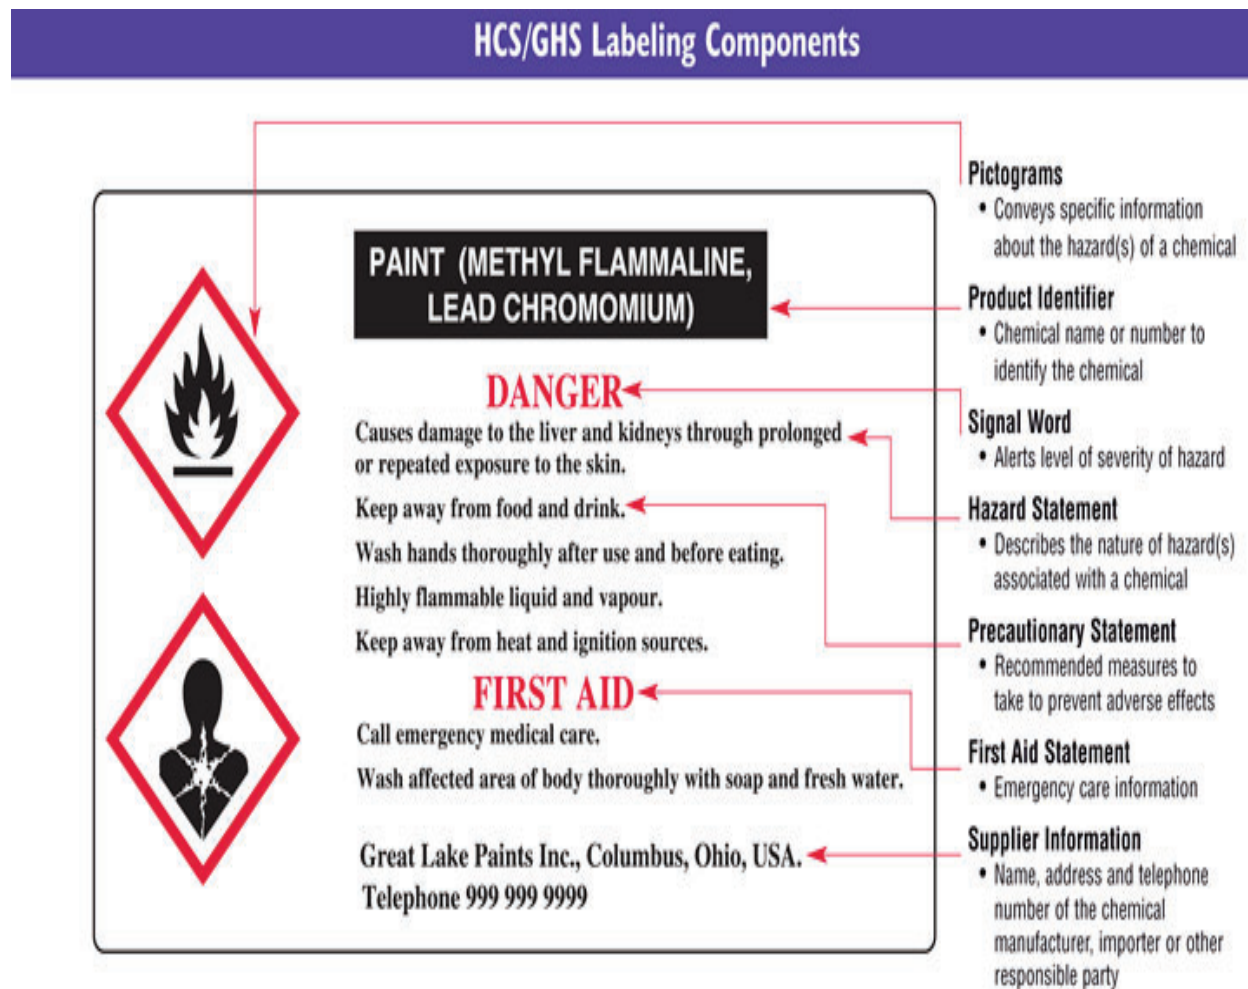 HCS/GHS Labeling Components
PAINT (METHYL FLAMMALINE,
LEAD CHROMOMIUM)
DANGER
Causes damage to the liver and kidneys through prolonged
or repeated exposure to the skin.
Keep away from food and drink.
Wash hands thoroughly after use and before eating.
Highly flammable liquid and vapour.
Keep away from heat and ignition sources.
FIRST AID
Call emergency medical care.
Wash affected area of body thoroughly with soap and fresh water.
Great Lake Paints Inc., Columbus, Ohio, USA.
Telephone 999 999 9999
Pictograms
• Conveys specific information
about the hazard(s) of a chemical
Product Identifier
• Chemical name or number to
identify the chemical
Signal Word
• Alerts level of severity of hazard
Hazard Statement
• Describes the nature of hazard(s)
associated with a chemical
Precautionary Statement
• Recommended measures to
take to prevent adverse effects
First Aid Statement
• Emergency care information
Supplier Information
• Name, address and telephone
number of the chemical
manufacturer, importer or other
responsible party